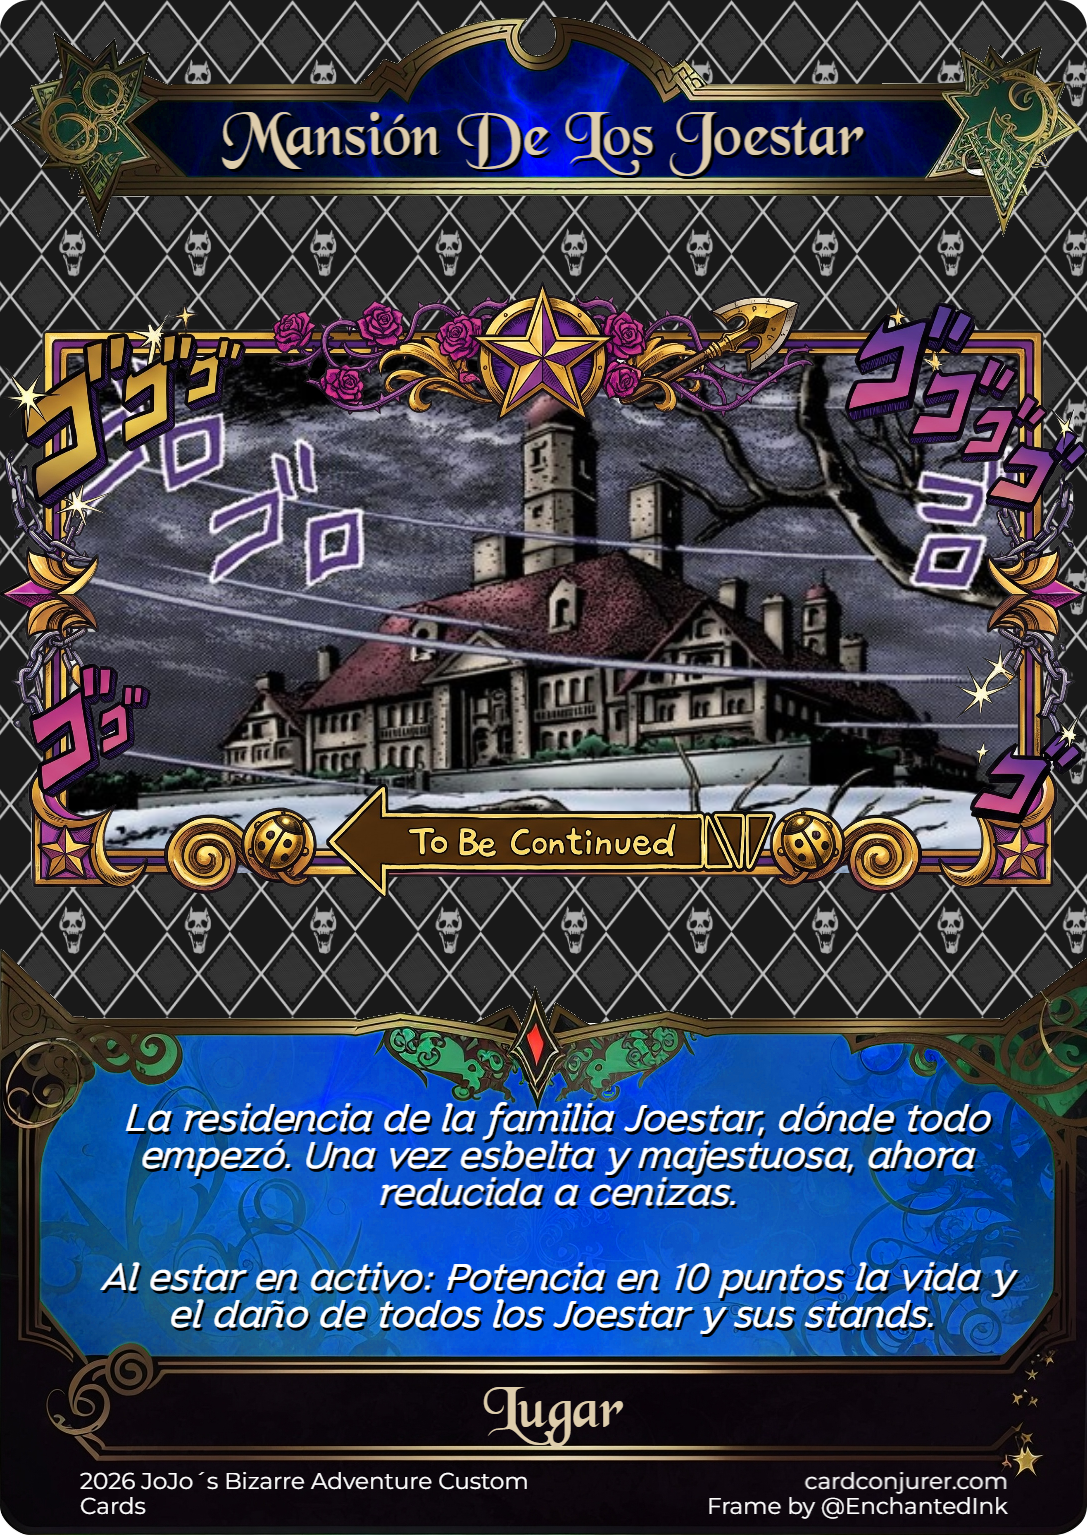 Mansión De Los Joestar
ゴゴゴ
ゴゴゴゴ
ゴロ
ゴロ
ゴロ
ゴゴ
ゴ
To Be Continued
La residencia de la familia Joestar, dónde todo
empezó. Una vez esbelta y majestuosa, ahora
reducida a cenizas.
Al estar en activo: Potencia en 10 puntos la vida y
el daño de todos los Joestar y sus stands.
Lugar
2026 JoJo´s Bizarre Adventure Custom
Cards
cardconjurer.com
Frame by @EnchantedInk